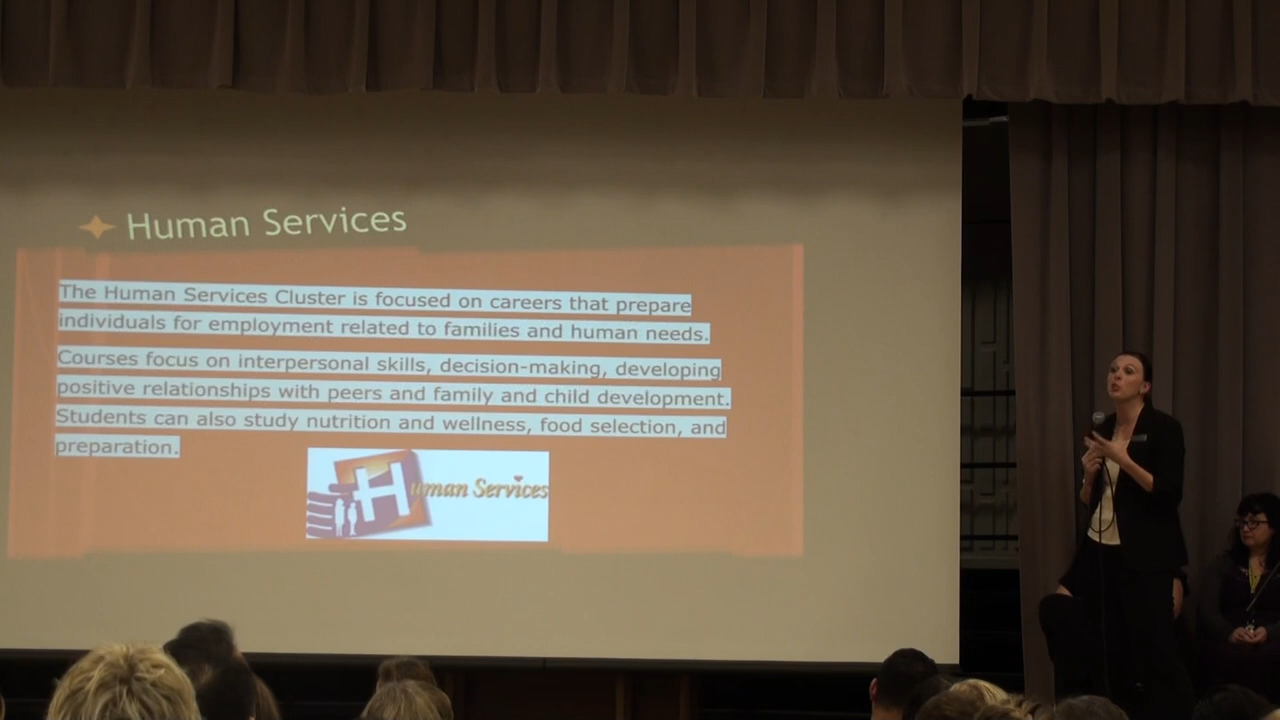 Human Services
The Human Services Cluster is focused on careers that prepare
individuals for employment related to families and human needs.
Courses focus on interpersonal skills, decision-making, developing
positive relationships with peers and family and child development.
Students can also study nutrition and wellness, food selection, and
preparation.
Human Services